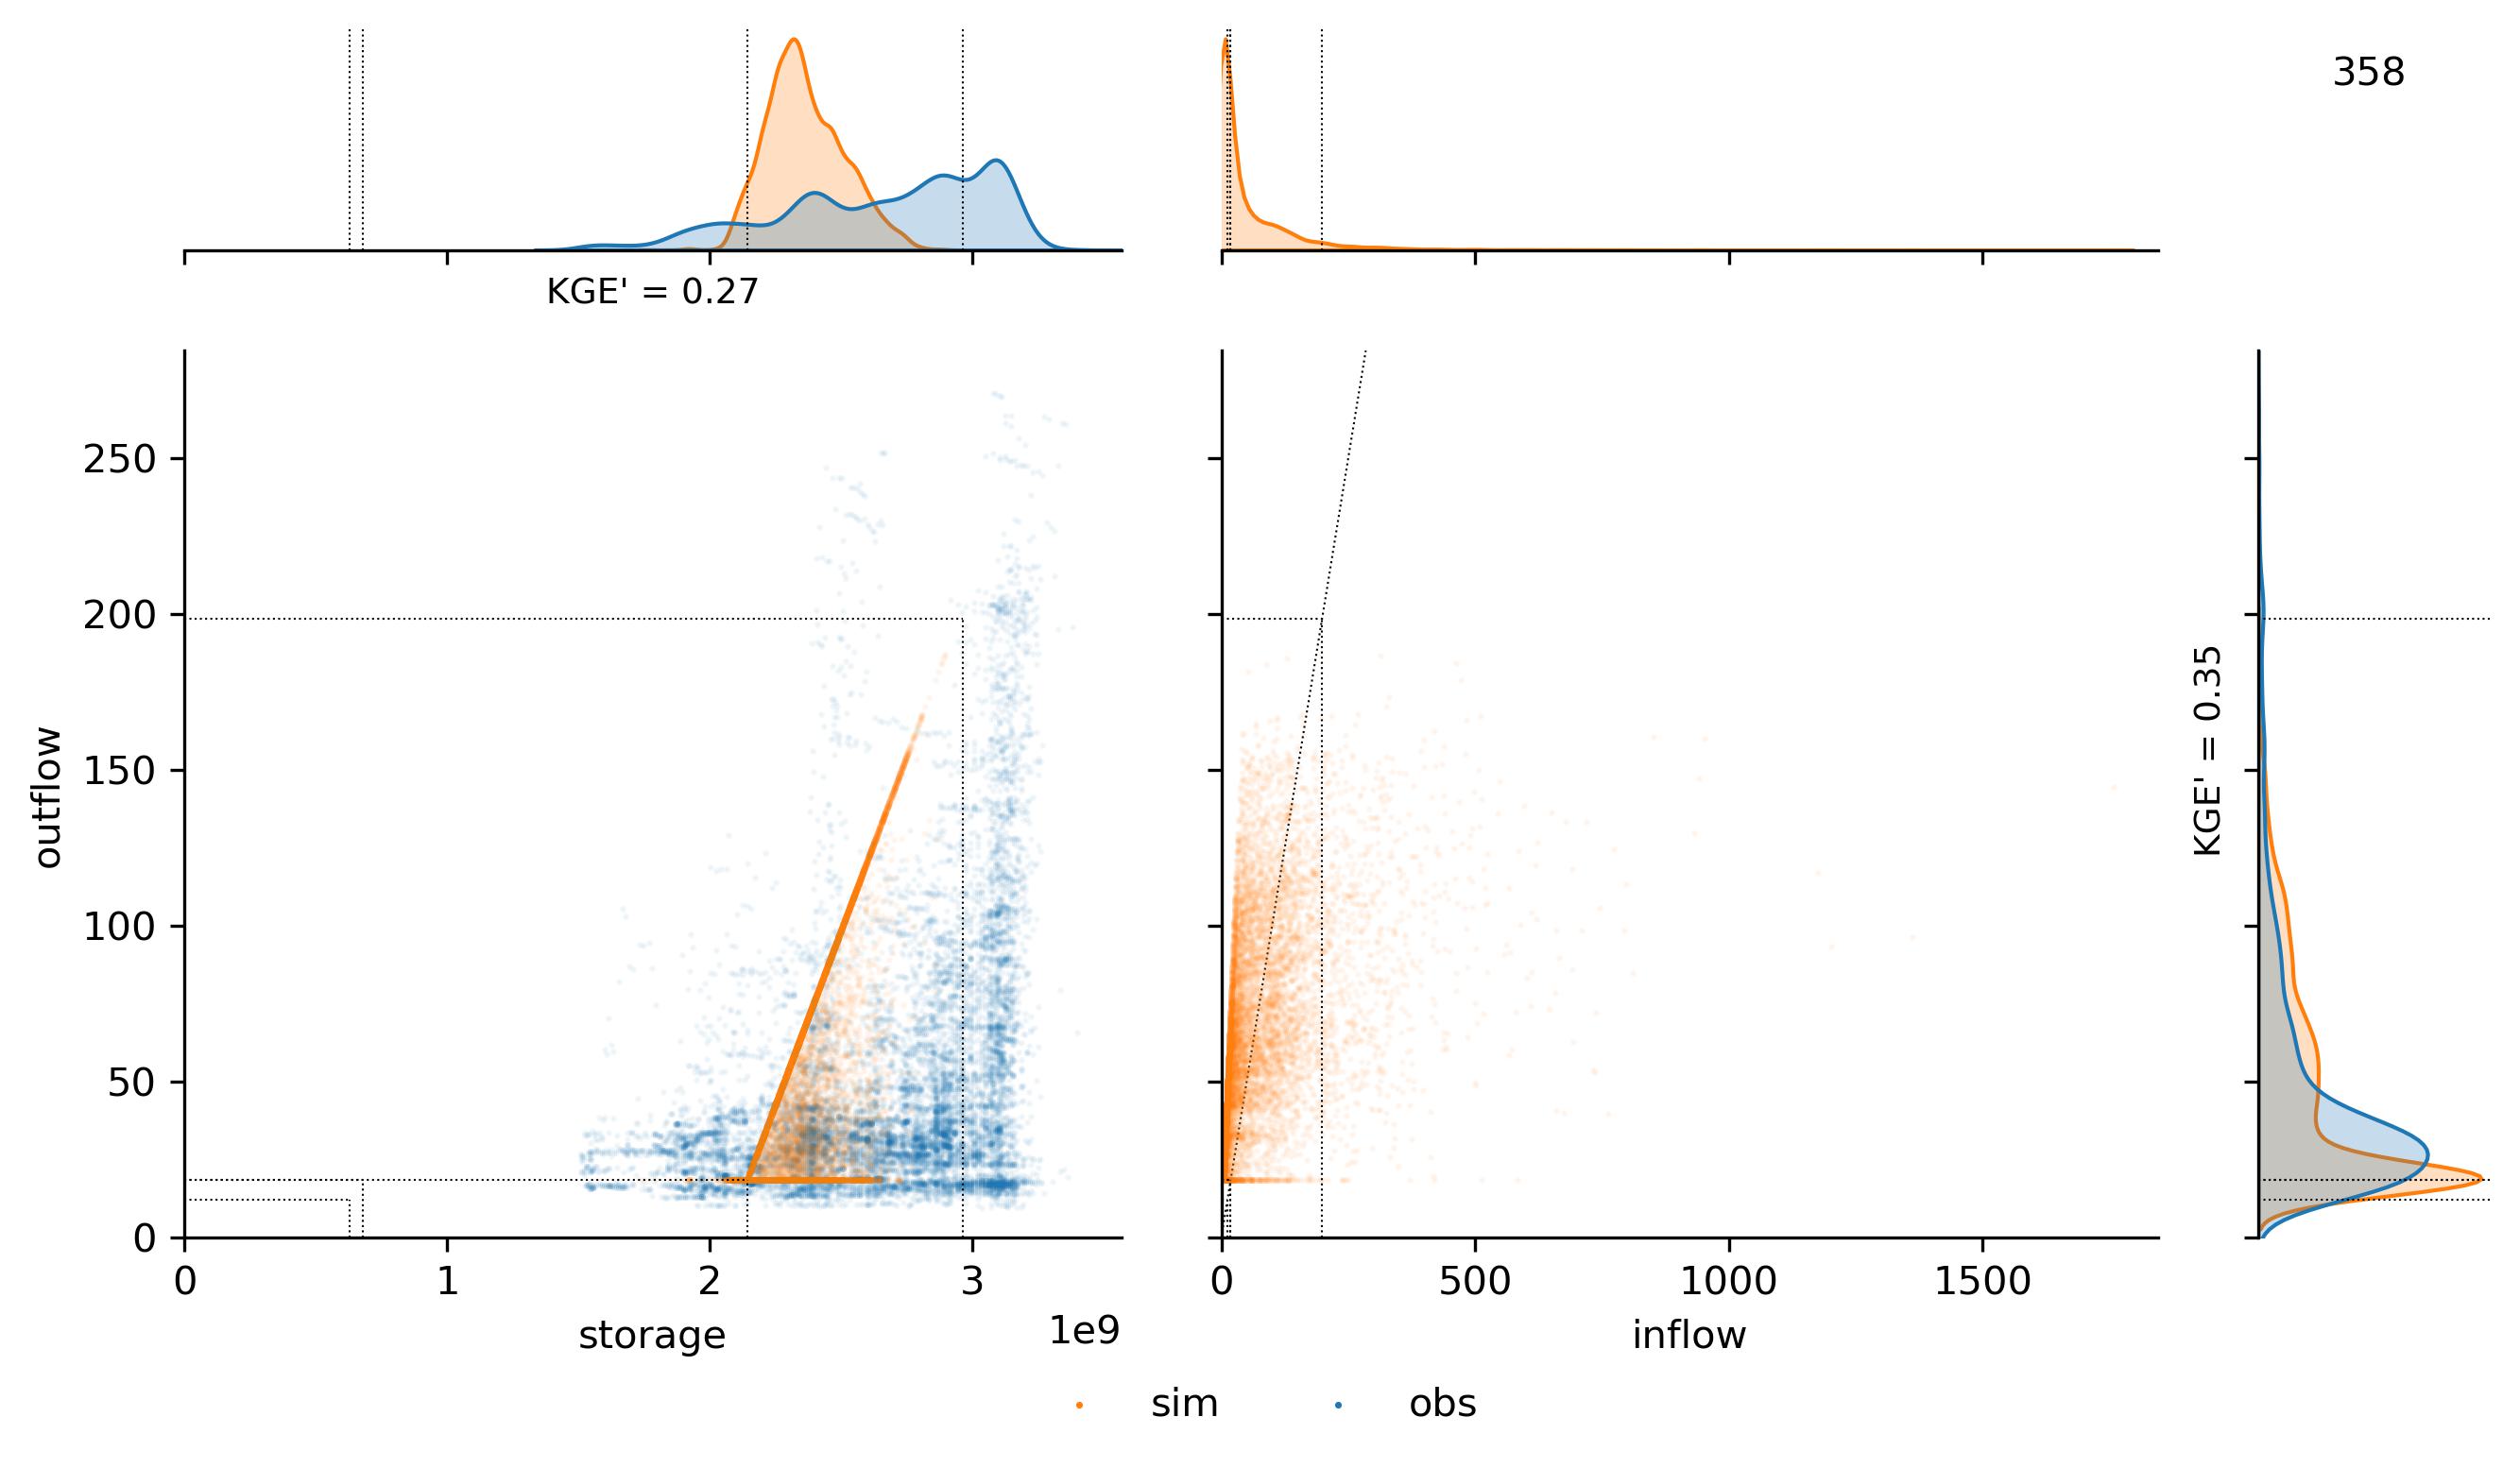 358
KGE' = 0.27
250
200
150
100
50
0
outflow
KGE' = 0.35
0 1 2 3
0 500 1000 1500
storage 1e9
inflow
sim obs